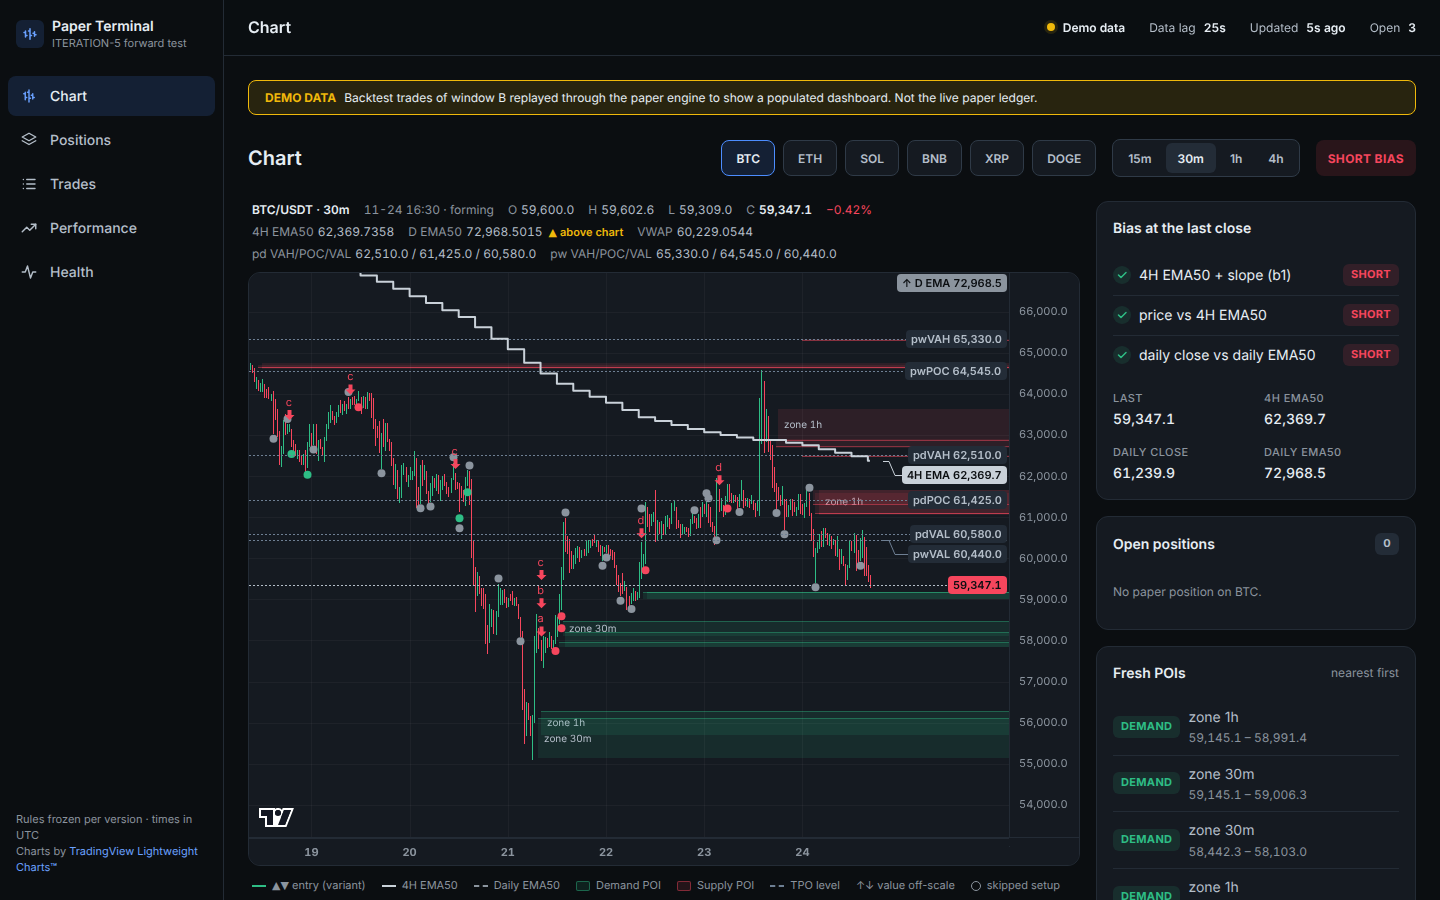 Paper Terminal
ITERATION-5 forward test
Chart
Positions
Trades
Performance
Health
Rules frozen per version · times in
UTC
Charts by TradingView Lightweight
Charts™
Chart
Demo data Data lag 25s Updated 5s ago Open 3
DEMO DATA Backtest trades of window B replayed through the paper engine to show a populated dashboard. Not the live paper ledger.
Chart
BTC ETH SOL BNB XRP DOGE 15m 30m 1h 4h SHORT BIAS
BTC/USDT · 30m 11-24 16:30 · forming O 59,600.0 H 59,602.6 L 59,309.0 C 59,347.1 −0.42%
4H EMA50 62,369.7358 D EMA50 72,968.5015 ▲ above chart VWAP 60,229.0544
pd VAH/POC/VAL 62,510.0 / 61,425.0 / 60,580.0 pw VAH/POC/VAL 65,330.0 / 64,545.0 / 60,440.0
↑ D EMA 72,968.5
66,000.0
pwVAH 65,330.0
65,000.0
pwPOC 64,545.0
c
64,000.0
c
zone 1h
63,000.0
pdVAH 62,510.0
c
d
4H EMA 62,369.7
62,000.0
zone 1h
pdPOC 61,425.0
61,000.0
d
pdVAL 60,580.0
pwVAL 60,440.0
60,000.0
c
59,347.1
b
59,000.0
a
zone 30m
58,000.0
57,000.0
zone 1h
56,000.0
zone 30m
55,000.0
54,000.0
19 20 21 22 23 24
▲▼ entry (variant) 4H EMA50 Daily EMA50 Demand POI Supply POI TPO level ↑↓ value off-scale skipped setup
Bias at the last close
4H EMA50 + slope (b1) SHORT
price vs 4H EMA50 SHORT
daily close vs daily EMA50 SHORT
LAST 4H EMA50
59,347.1 62,369.7
DAILY CLOSE DAILY EMA50
61,239.9 72,968.5
Open positions 0
No paper position on BTC.
Fresh POIs nearest first
DEMAND zone 1h
59,145.1 – 58,991.4
DEMAND zone 30m
59,145.1 – 59,006.3
DEMAND zone 30m
58,442.3 – 58,103.0
DEMAND zone 1h